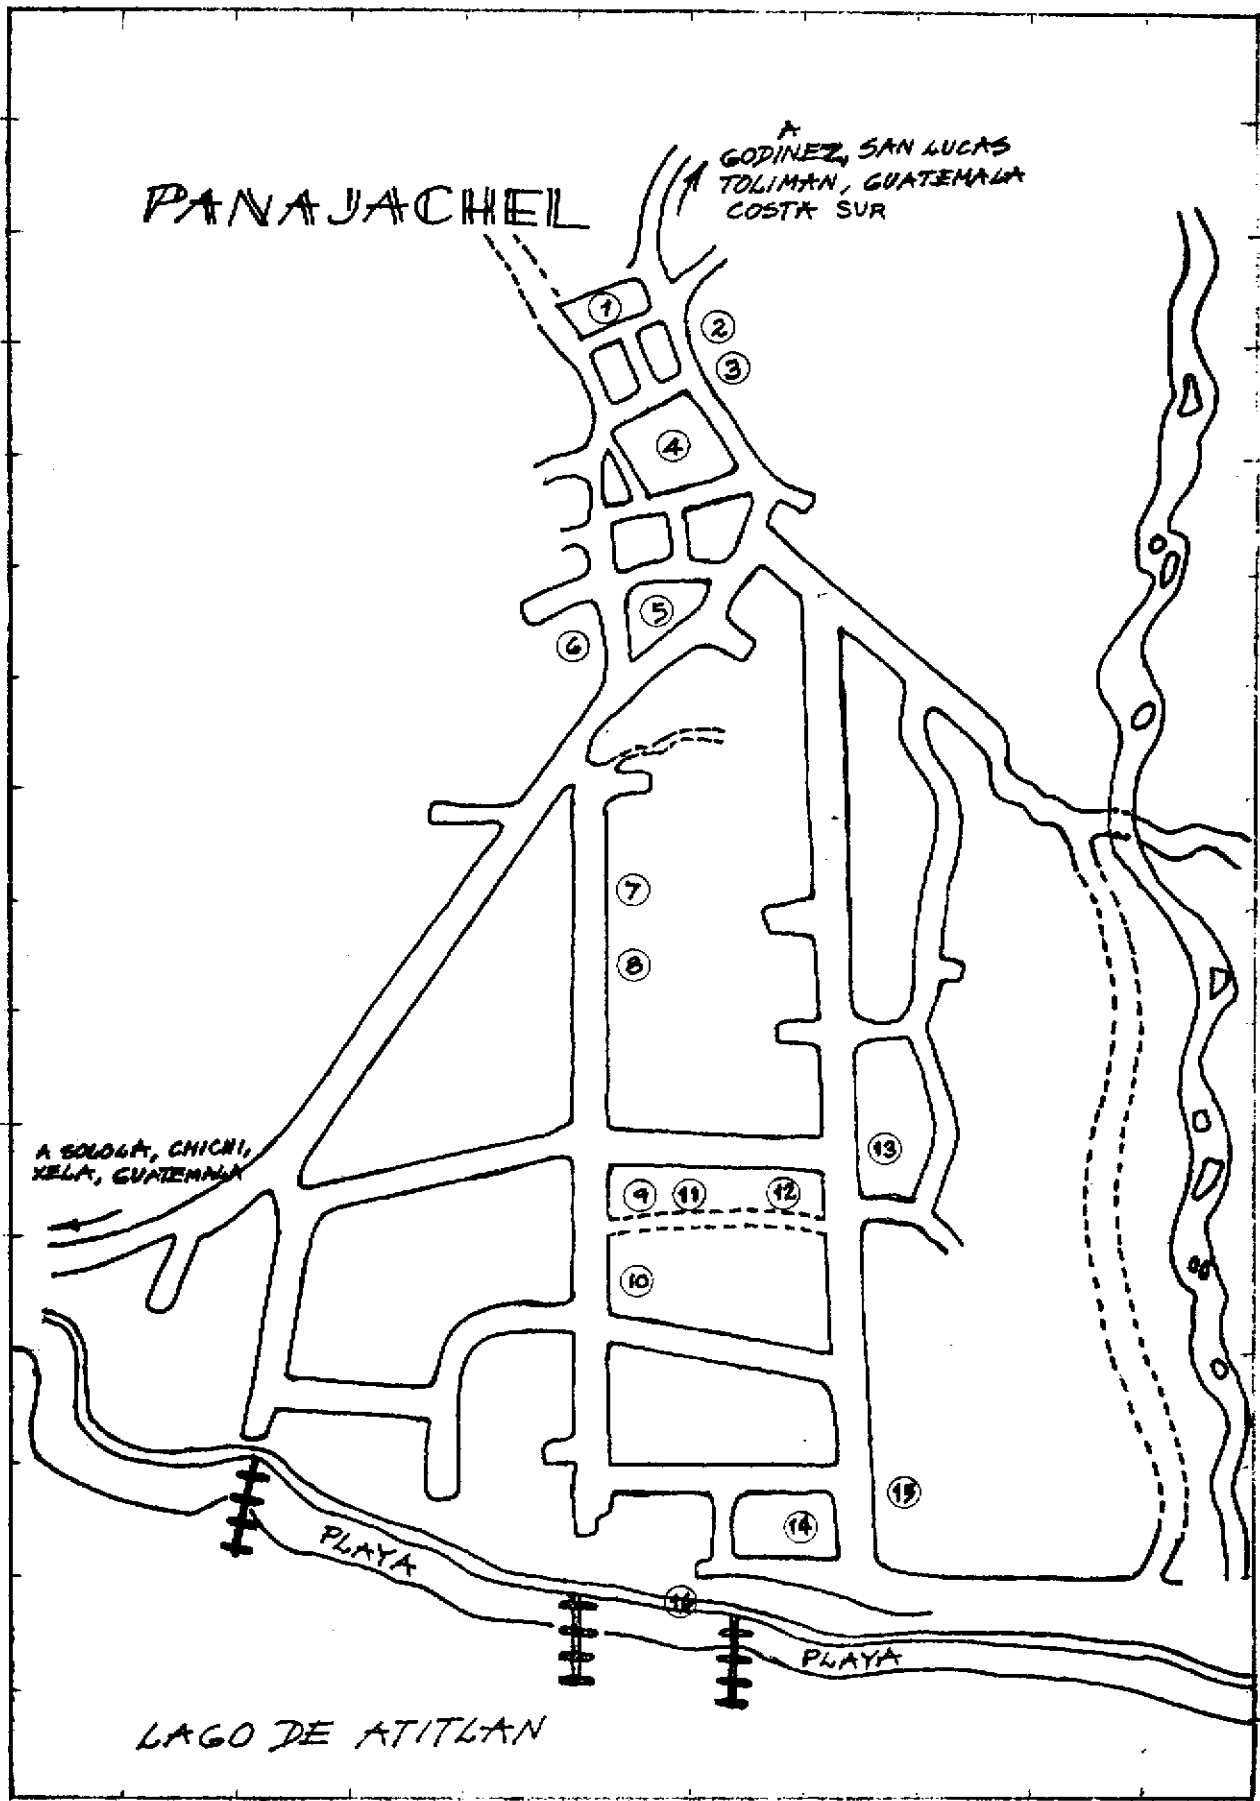 A
GODINEZ, SAN LUCAS
TOLIMAN, GUATEMALA
COSTA SUR
PANAJACHEL
1
2
3
4
5
6
7
8
A SOLOLA, CHICHI,
XELA, GUATEMALA
13
9 11 12
10
15
14
PLAYA
16
PLAYA
LAGO DE ATITLAN